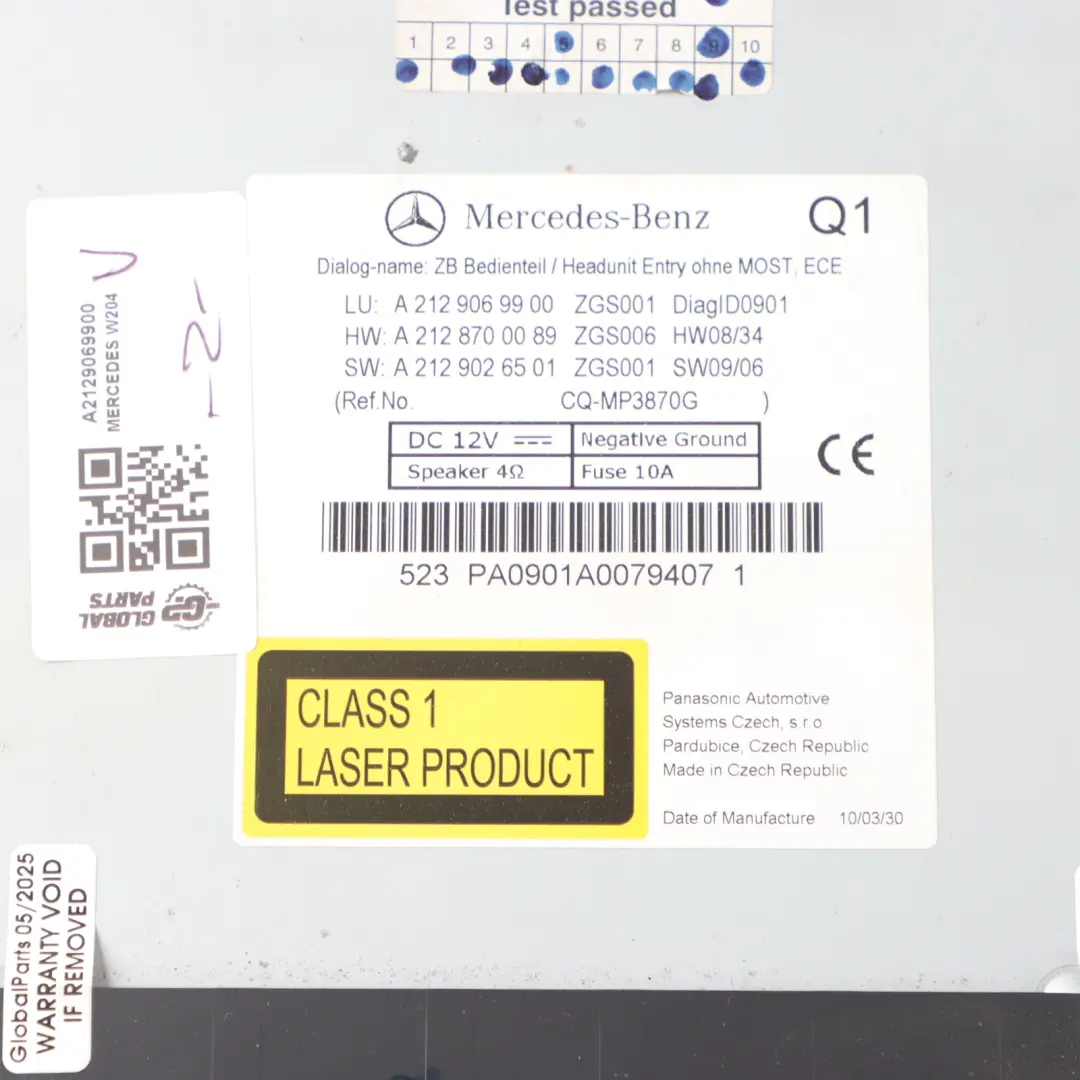 Test passed
1 2 3 4 5 6 7 8 9 10
Mercedes-Benz Q1
Dialog-name: ZB Bedienteil / Headunit Entry ohne MOST, ECE
LU: A 212 906 99 00 ZGS001 DiagID0901
HW: A 212 870 00 89 ZGS006 HW08/34
SW: A 212 902 65 01 ZGS001 SW09/06
(Ref.No. CQ-MP3870G )
DC 12V Negative Ground
Speaker 4Ω Fuse 10A
CE
523 PA0901A0079407 1
CLASS 1
LASER PRODUCT
Panasonic Automotive
Systems Czech, s.r.o
Pardubice, Czech Republic
Made in Czech Republic
Date of Manufacture 10/03/30
A2129069900
MERCEDES W204
V
-2-
GP GLOBAL
PARTS
GlobalParts 05/2025
WARRANTY VOID
IF REMOVED